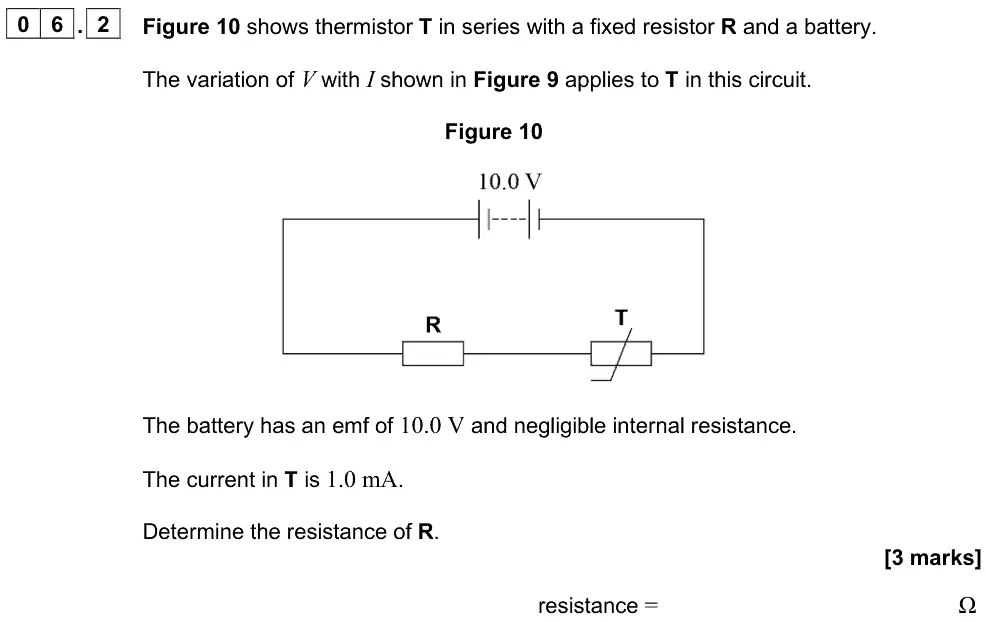 0 6 . 2 Figure 10 shows thermistor T in series with a fixed resistor R and a battery.
The variation of V with I shown in Figure 9 applies to T in this circuit.
Figure 10
10.0 V
R
T
The battery has an emf of 10.0 V and negligible internal resistance.
The current in T is 1.0 mA.
Determine the resistance of R.
[3 marks]
resistance = Ω